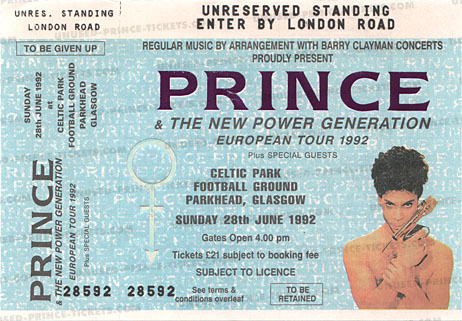 UNRES. STANDING
LONDON ROAD
UNRESERVED STANDING
ENTER BY LONDON ROAD
TO BE GIVEN UP
SUNDAY
28th JUNE 1992
at
CELTIC PARK
FOOTBALL GROUND
PARKHEAD,
GLASGOW
PRINCE
& THE NEW POWER GENERATION
EUROPEAN TOUR 1992
Plus SPECIAL GUESTS
28592 28592
REGULAR MUSIC BY ARRANGEMENT WITH BARRY CLAYMAN CONCERTS
PROUDLY PRESENT
PRINCE
& THE NEW POWER GENERATION
EUROPEAN TOUR 1992
Plus SPECIAL GUESTS
CELTIC PARK
FOOTBALL GROUND
PARKHEAD, GLASGOW
SUNDAY 28th JUNE 1992
Gates Open 4.00 pm
Tickets £21 subject to booking fee
SUBJECT TO LICENCE
See terms &
conditions overleaf
TO BE
RETAINED